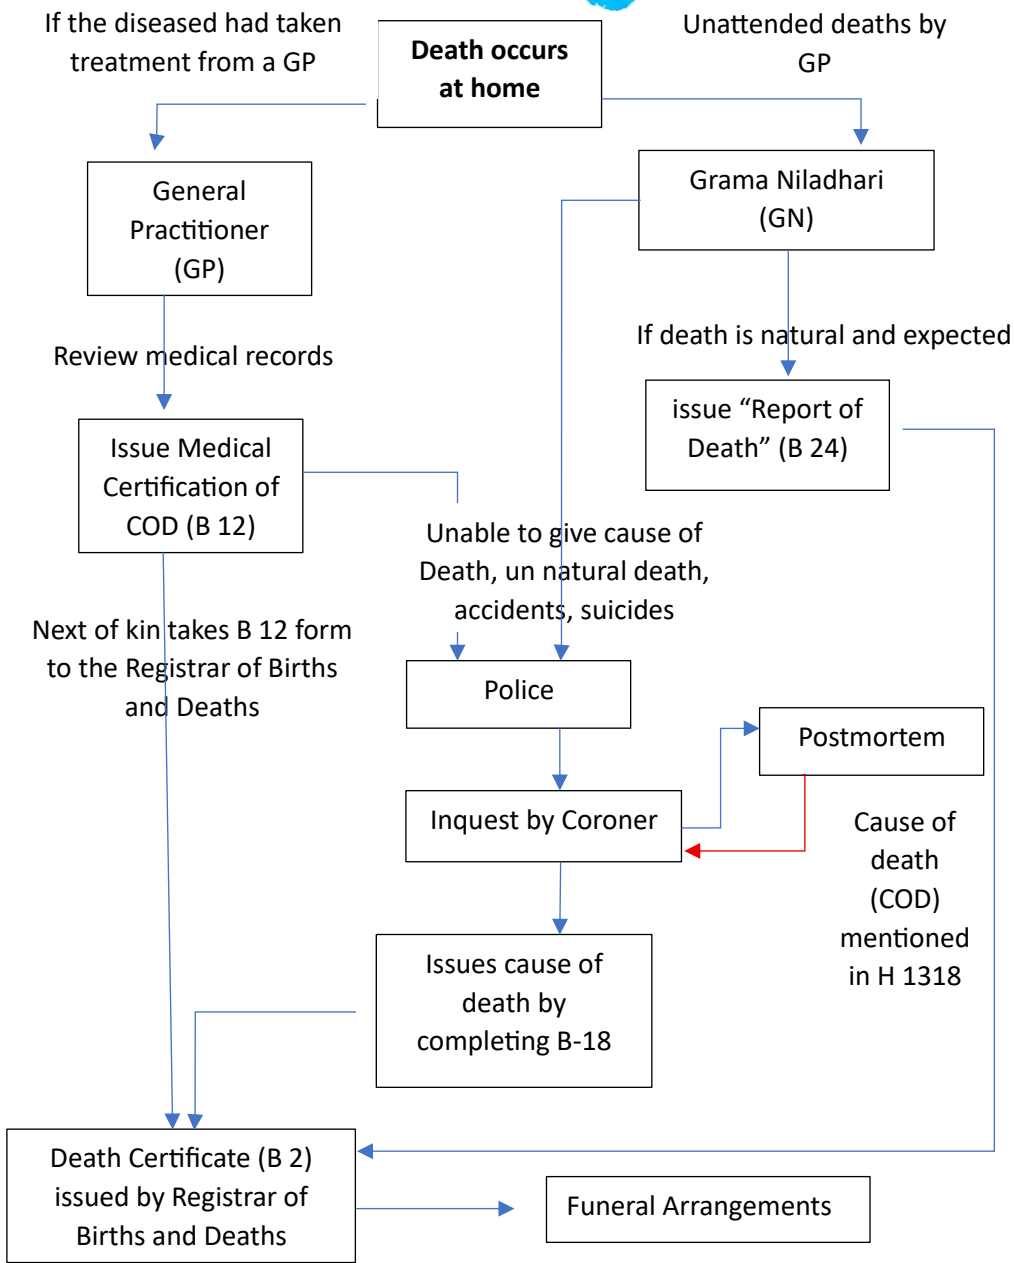 If the diseased had taken
treatment from a GP
Death occurs
at home
Unattended deaths by
GP
General
Practitioner
(GP)
Grama Niladhari
(GN)
Review medical records
If death is natural and expected
Issue Medical
Certification of
COD (B 12)
issue “Report of
Death” (B 24)
Unable to give cause of
Death, un natural death,
accidents, suicides
Next of kin takes B 12 form
to the Registrar of Births
and Deaths
Police
Postmortem
Inquest by Coroner
Cause of
death
(COD)
mentioned
in H 1318
Issues cause of
death by
completing B-18
Death Certificate (B 2)
issued by Registrar of
Births and Deaths
Funeral Arrangements